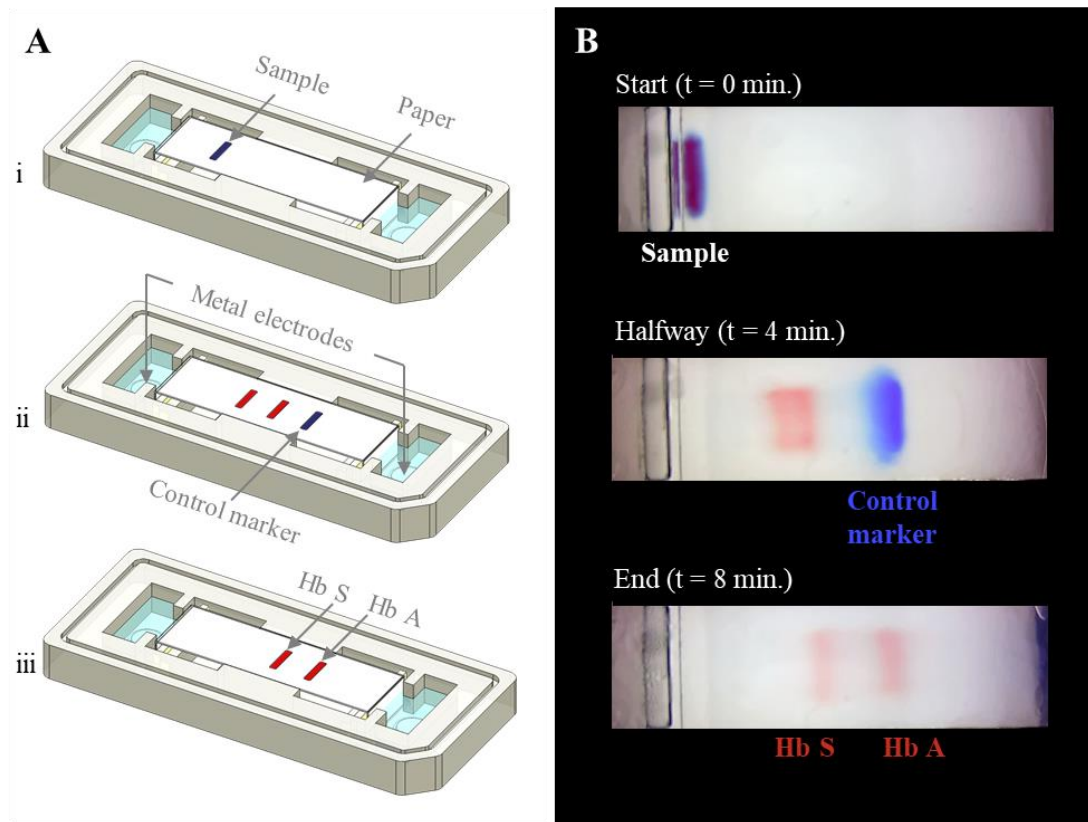 A
Sample
Paper
i
Metal electrodes
ii
Control marker
Hb S
Hb A
iii
B
Start (t = 0 min.)
Sample
Halfway (t = 4 min.)
Control
marker
End (t = 8 min.)
Hb S
Hb A